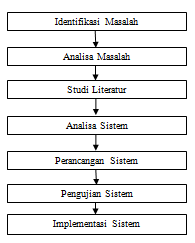 Identifikasi Masalah
Analisa Masalah
Studi Literatur
Analisa Sistem
Perancangan Sistem
Pengujian Sistem
Implementasi Sistem